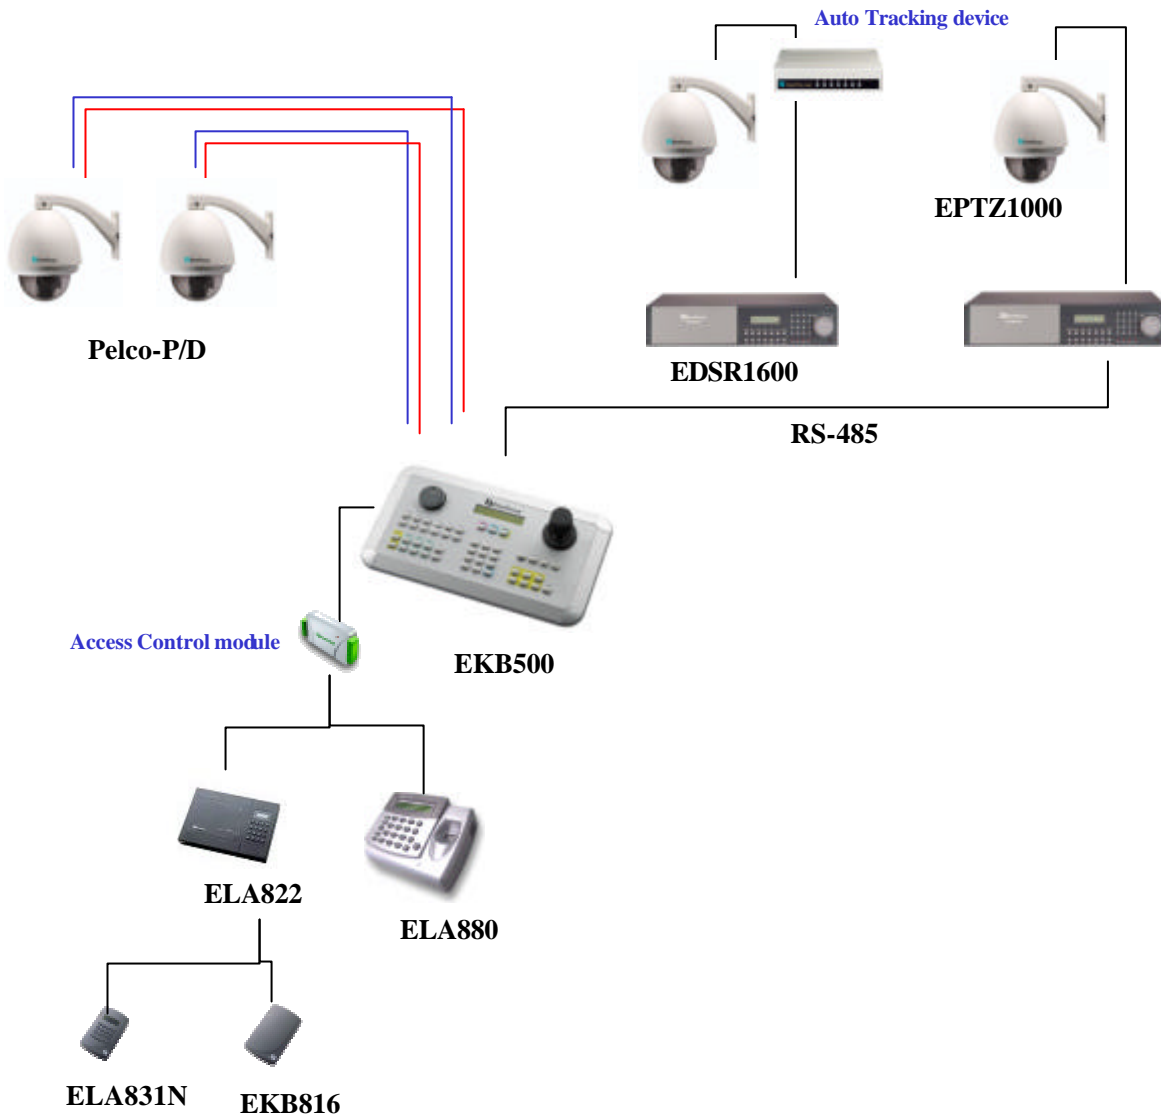 Auto Tracking device
EPTZ1000
Pelco-P/D
EDSR1600
RS-485
Access Control module
EKB500
ELA822
ELA880
ELA831N
EKB816